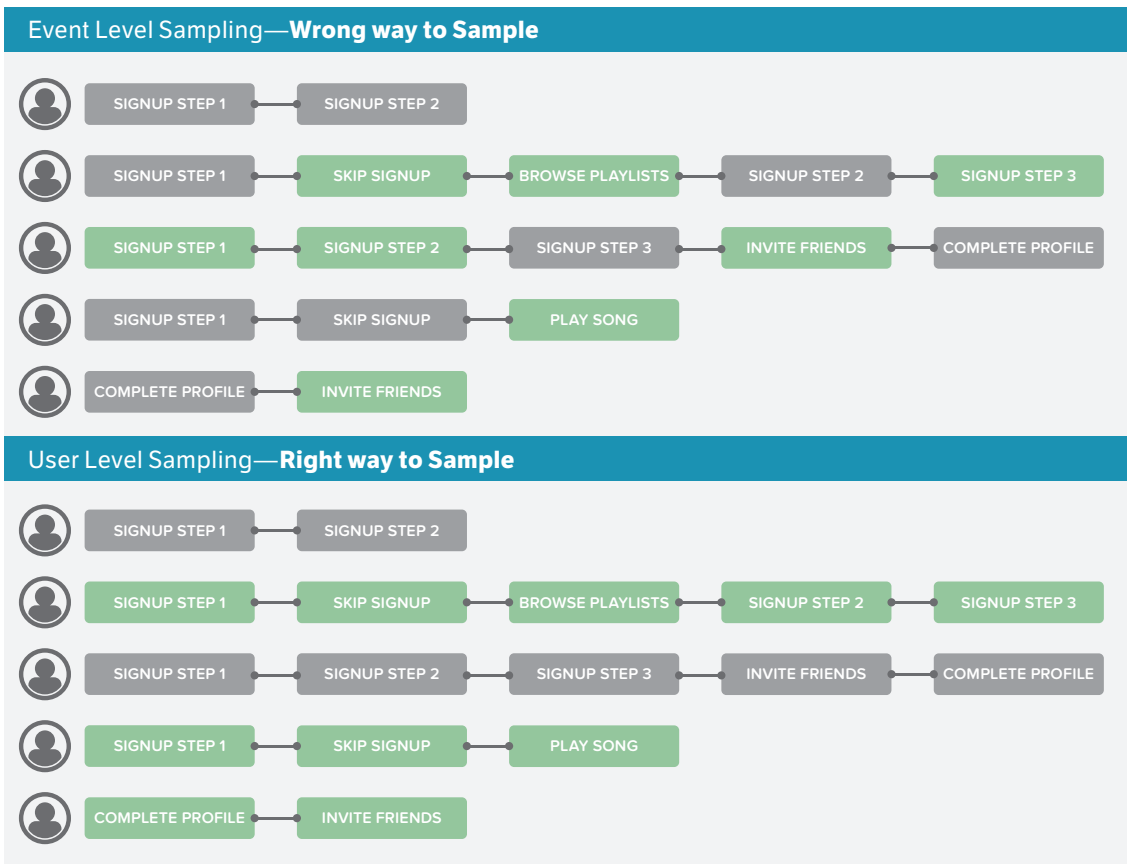 Event Level Sampling—Wrong way to Sample
SIGNUP STEP 1 SIGNUP STEP 2
SIGNUP STEP 1 SKIP SIGNUP BROWSE PLAYLISTS SIGNUP STEP 2 SIGNUP STEP 3
SIGNUP STEP 1 SIGNUP STEP 2 SIGNUP STEP 3 INVITE FRIENDS COMPLETE PROFILE
SIGNUP STEP 1 SKIP SIGNUP PLAY SONG
COMPLETE PROFILE INVITE FRIENDS
User Level Sampling—Right way to Sample
SIGNUP STEP 1 SIGNUP STEP 2
SIGNUP STEP 1 SKIP SIGNUP BROWSE PLAYLISTS SIGNUP STEP 2 SIGNUP STEP 3
SIGNUP STEP 1 SIGNUP STEP 2 SIGNUP STEP 3 INVITE FRIENDS COMPLETE PROFILE
SIGNUP STEP 1 SKIP SIGNUP PLAY SONG
COMPLETE PROFILE INVITE FRIENDS